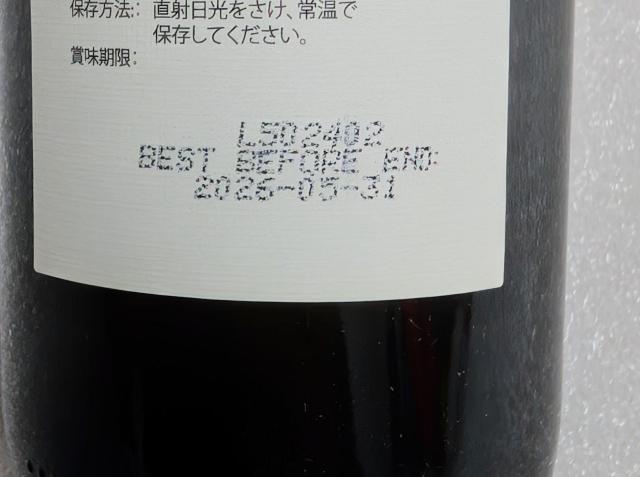 保存方法: 直射日光をさけ、常温で
保存してください。
賞味期限:
L5D2402
BEST BEFORE END:
2026-05-31